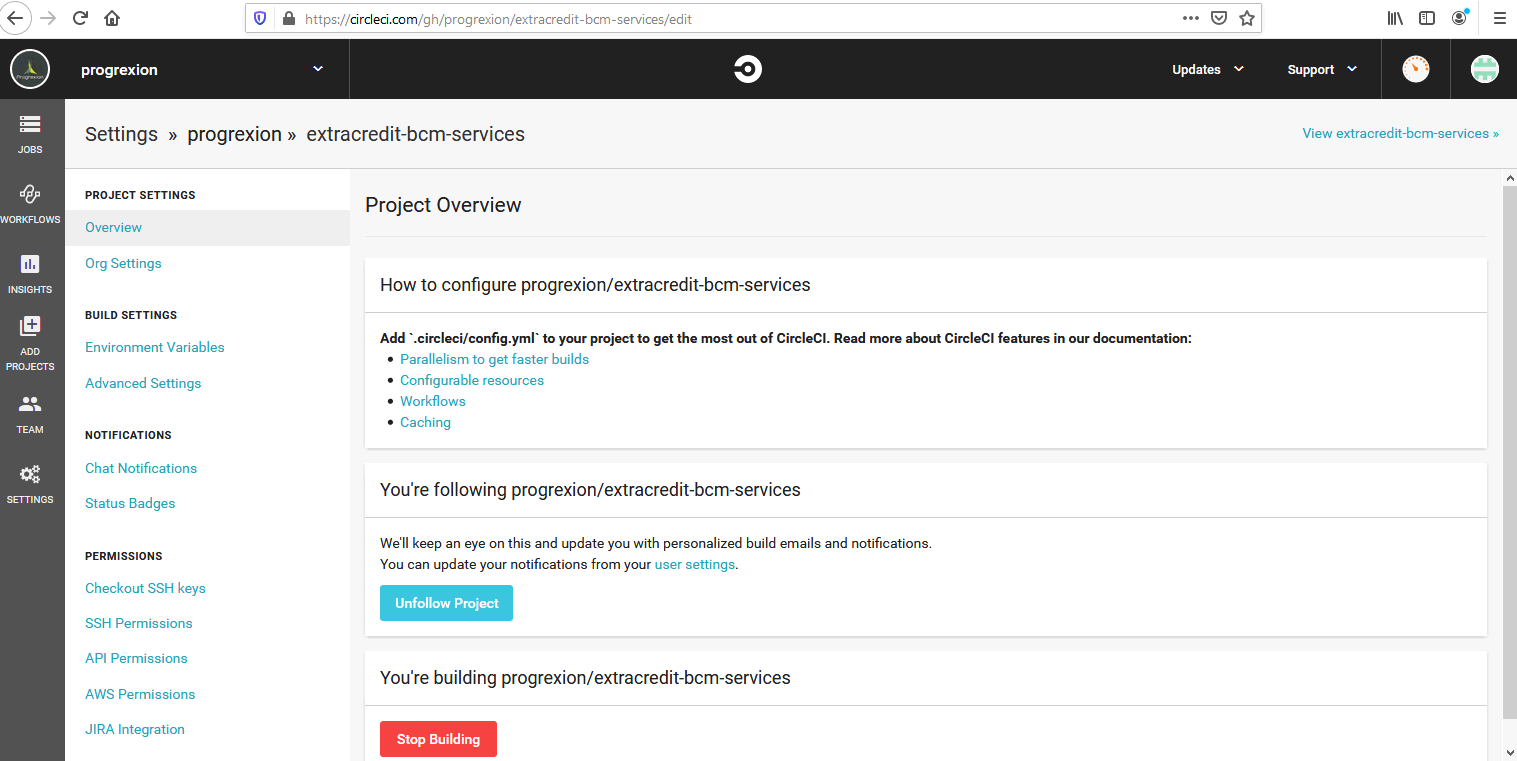 https://circleci.com/gh/progrexion/extracredit-bcm-services/edit
Progrexion
progrexion
Updates
Support
JOBS
WORKFLOWS
INSIGHTS
ADD
PROJECTS
TEAM
SETTINGS
Settings » progrexion » extracredit-bcm-services
View extracredit-bcm-services »
PROJECT SETTINGS
Overview
Org Settings
BUILD SETTINGS
Environment Variables
Advanced Settings
NOTIFICATIONS
Chat Notifications
Status Badges
PERMISSIONS
Checkout SSH keys
SSH Permissions
API Permissions
AWS Permissions
JIRA Integration
Project Overview
How to configure progrexion/extracredit-bcm-services
Add `.circleci/config.yml` to your project to get the most out of CircleCI. Read more about CircleCI features in our documentation:
• Parallelism to get faster builds
• Configurable resources
• Workflows
• Caching
You're following progrexion/extracredit-bcm-services
We'll keep an eye on this and update you with personalized build emails and notifications.
You can update your notifications from your user settings.
Unfollow Project
You're building progrexion/extracredit-bcm-services
Stop Building